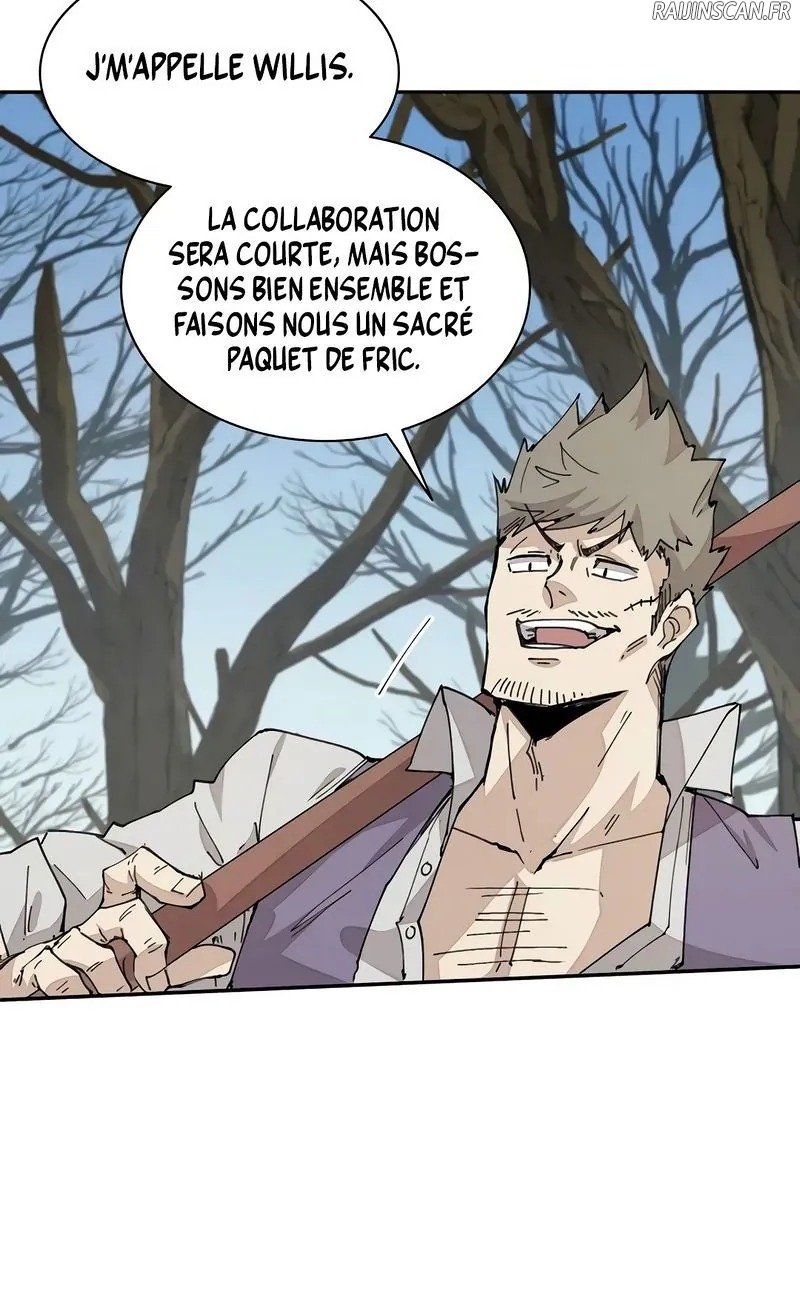 RAIJINSCAN.FR
J'M'APPELLE WILLIS.
LA COLLABORATION
SERA COURTE, MAIS BOS-
SONS BIEN ENSEMBLE ET
FAISONS NOUS UN SACRÉ
PAQUET DE FRIC.